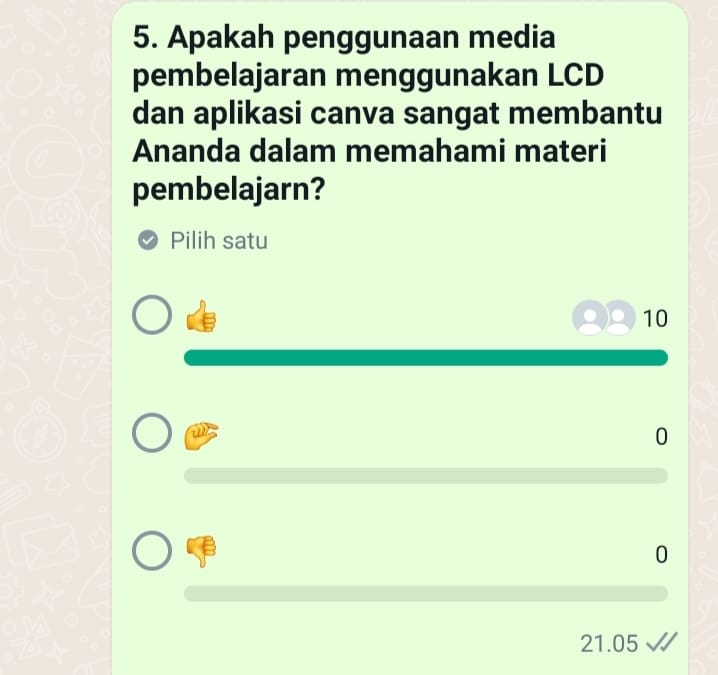 5. Apakah penggunaan media
pembelajaran menggunakan LCD
dan aplikasi canva sangat membantu
Ananda dalam memahami materi
pembelajarn?
Pilih satu
👍 10
🤏 0
👎 0
21.05